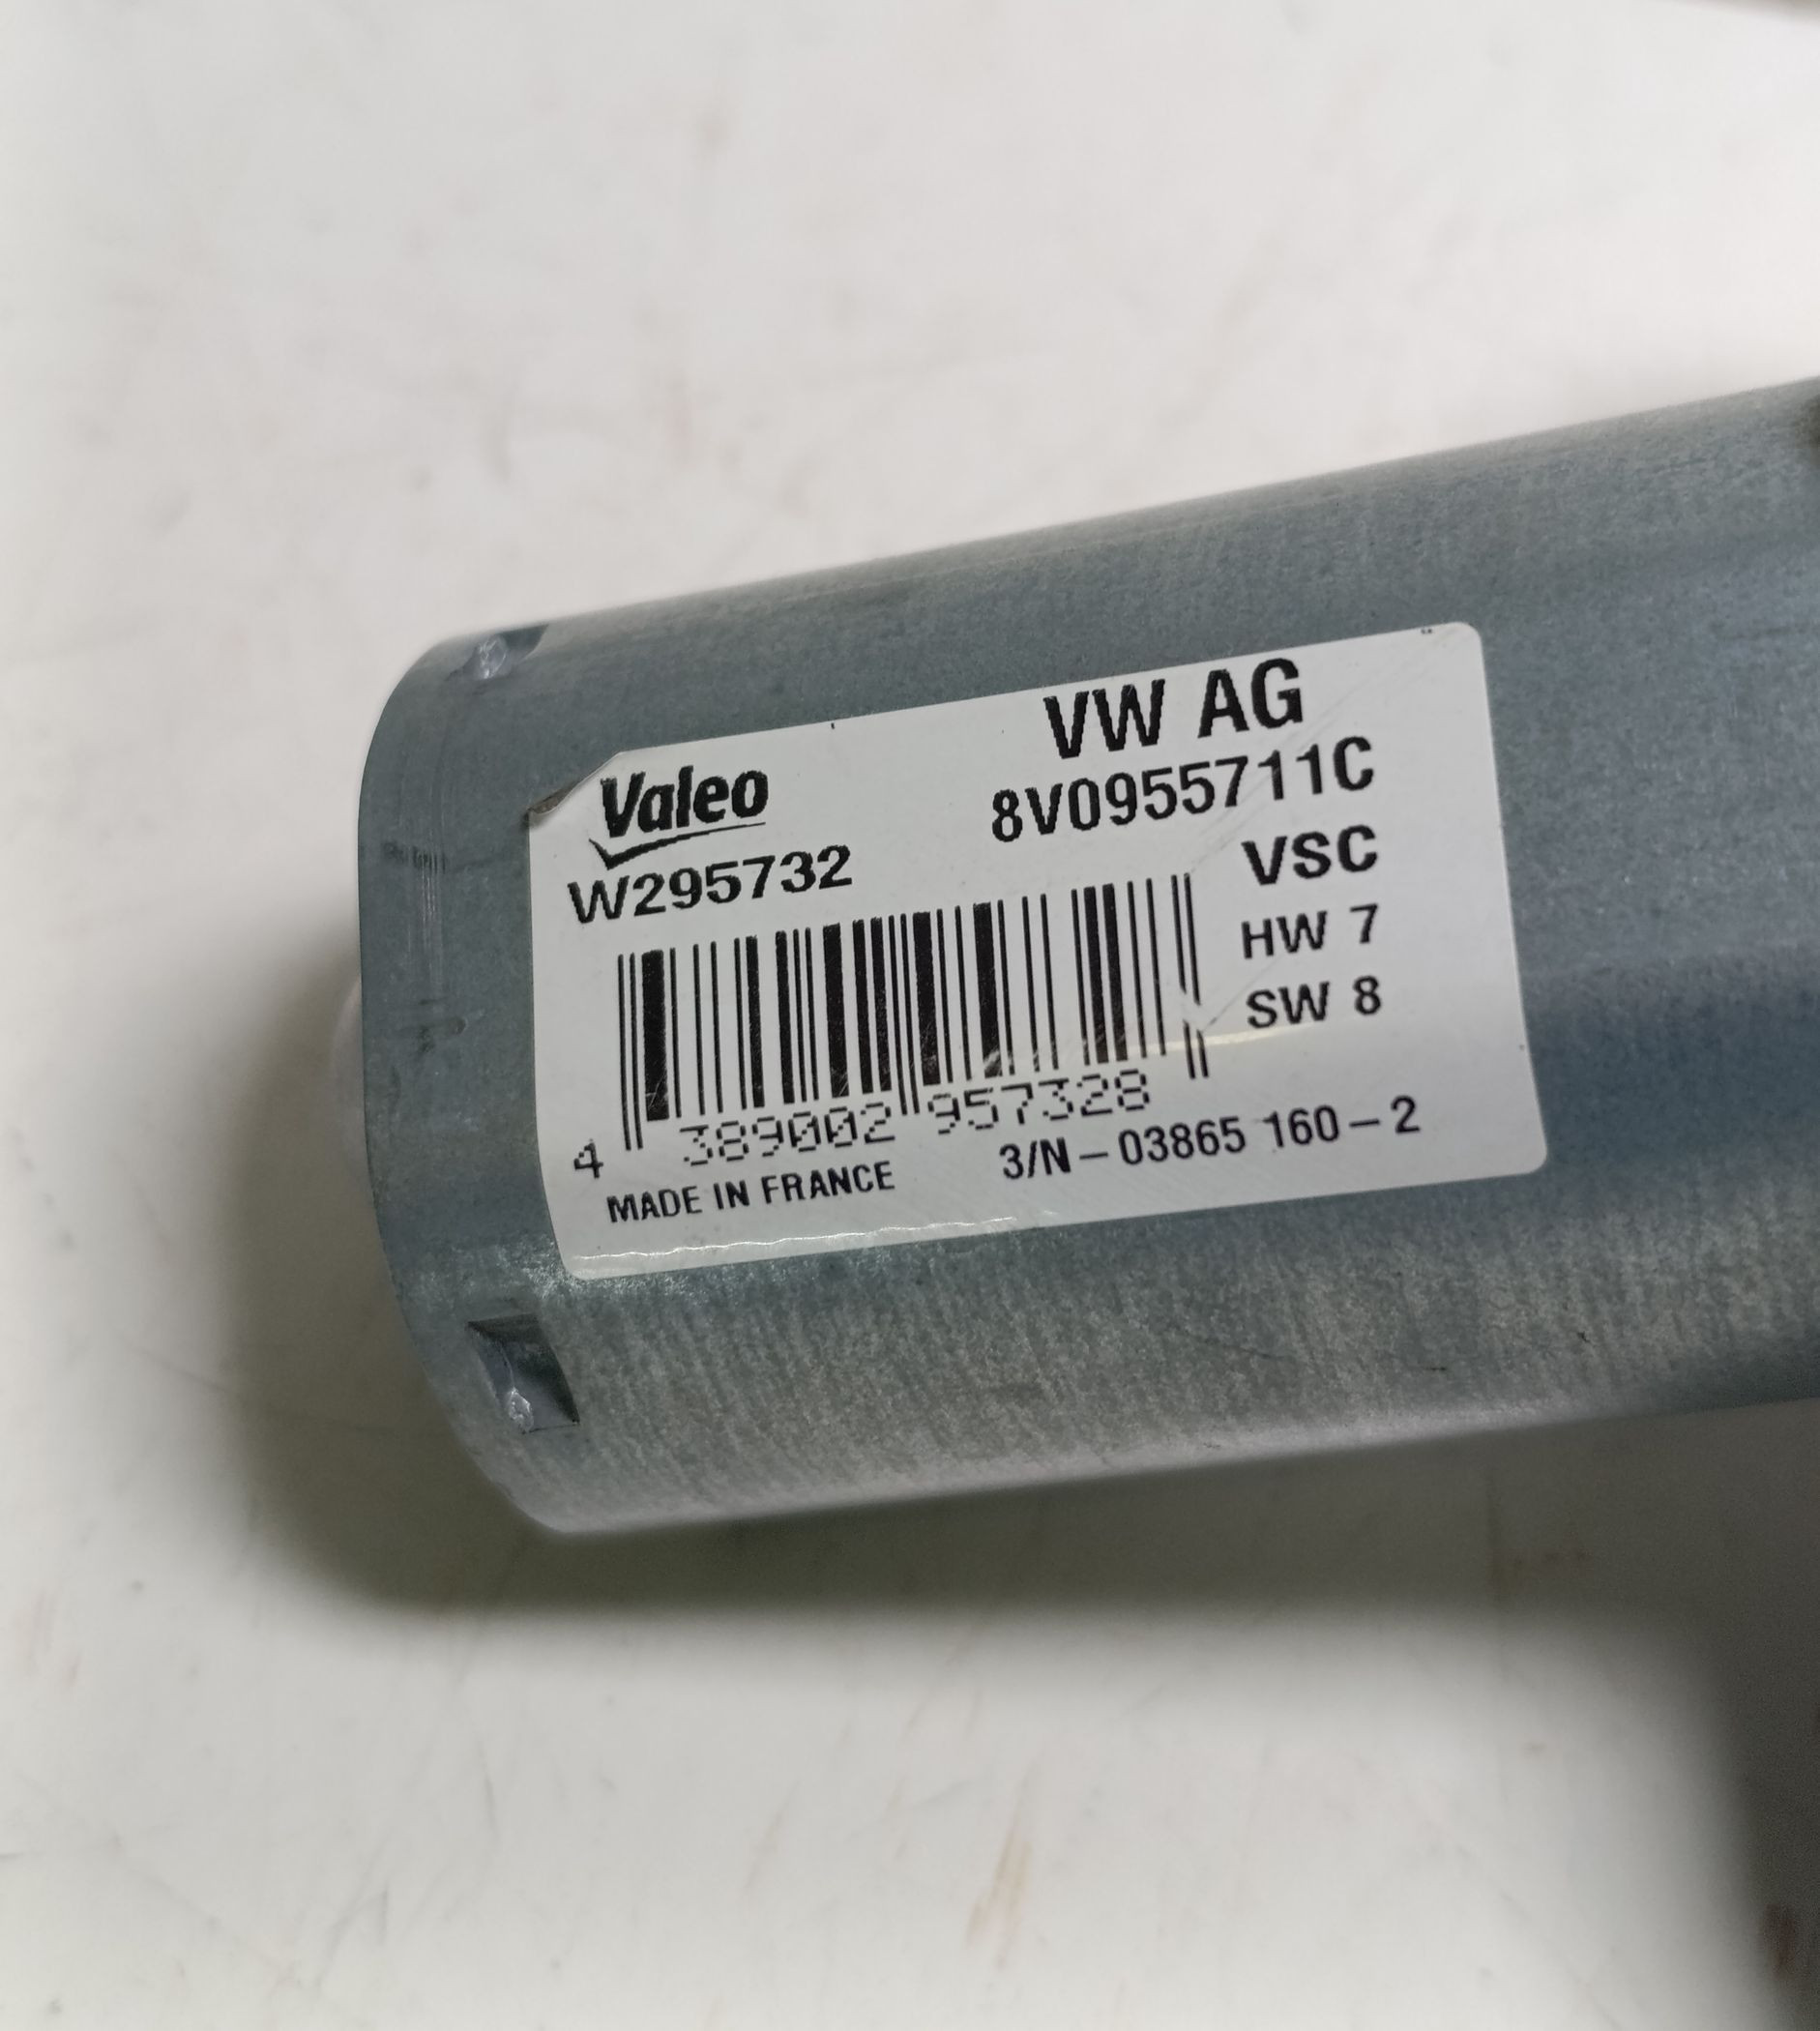 VW AG
Valeo
8V0955711C
W295732
VSC
HW 7
SW 8
4 389002 957328
MADE IN FRANCE 3/N-03865 160-2